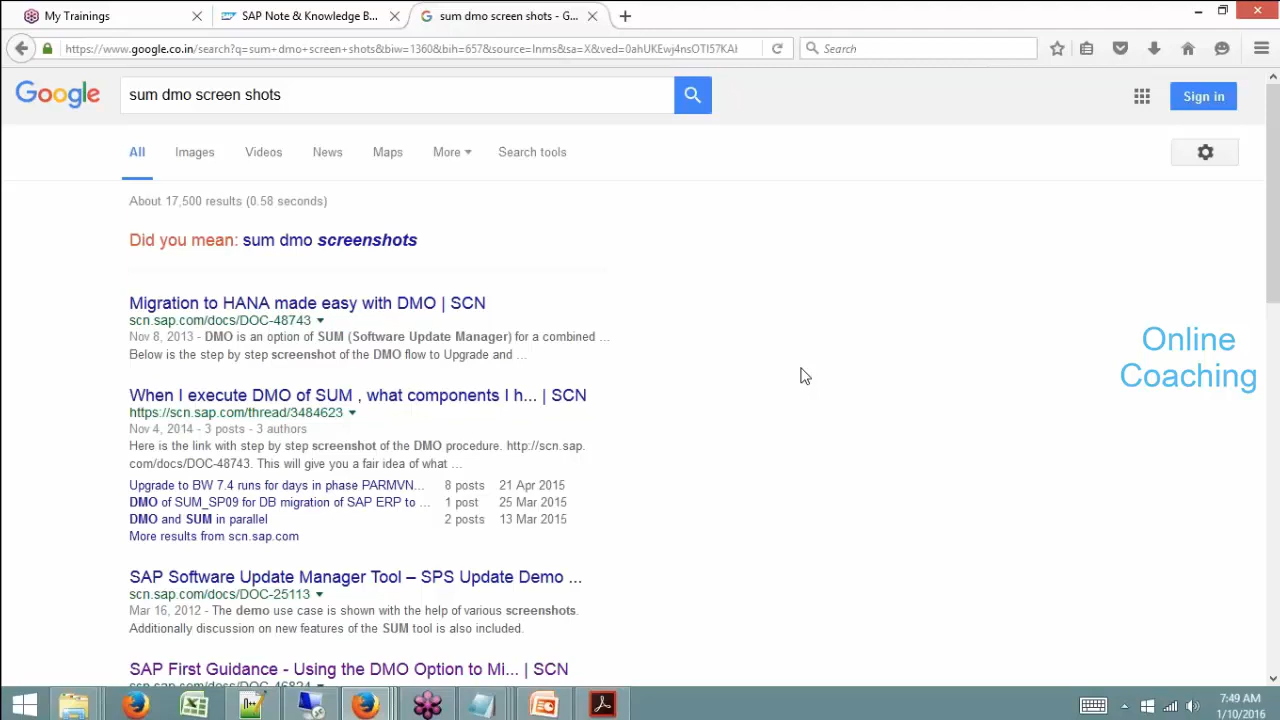 My Trainings
SAP Note & Knowledge B...
sum dmo screen shots - G...
https://www.google.co.in/search?q=sum+dmo+screen+shots&biw=1360&bih=657&source=lnms&sa=X&ved=0ahUKEwj4nsOTI57KAl
Search
Google
sum dmo screen shots
Sign in
All Images Videos News Maps More Search tools
About 17,500 results (0.58 seconds)
Did you mean: sum dmo screenshots
Migration to HANA made easy with DMO | SCN
scn.sap.com/docs/DOC-48743
Nov 8, 2013 - DMO is an option of SUM (Software Update Manager) for a combined ...
Below is the step by step screenshot of the DMO flow to Upgrade and ...
Online
Coaching
When I execute DMO of SUM , what components I h... | SCN
https://scn.sap.com/thread/3484623
Nov 4, 2014 - 3 posts - 3 authors
Here is the link with step by step screenshot of the DMO procedure. http://scn.sap.
com/docs/DOC-48743. This will give you a fair idea of what ...
Upgrade to BW 7.4 runs for days in phase PARMVN... 8 posts 21 Apr 2015
DMO of SUM_SP09 for DB migration of SAP ERP to ... 1 post 25 Mar 2015
DMO and SUM in parallel 2 posts 13 Mar 2015
More results from scn.sap.com
SAP Software Update Manager Tool – SPS Update Demo ...
scn.sap.com/docs/DOC-25113
Mar 16, 2012 - The demo use case is shown with the help of various screenshots.
Additionally discussion on new features of the SUM tool is also included.
SAP First Guidance - Using the DMO Option to Mi... | SCN
7:49 AM
1/10/2016